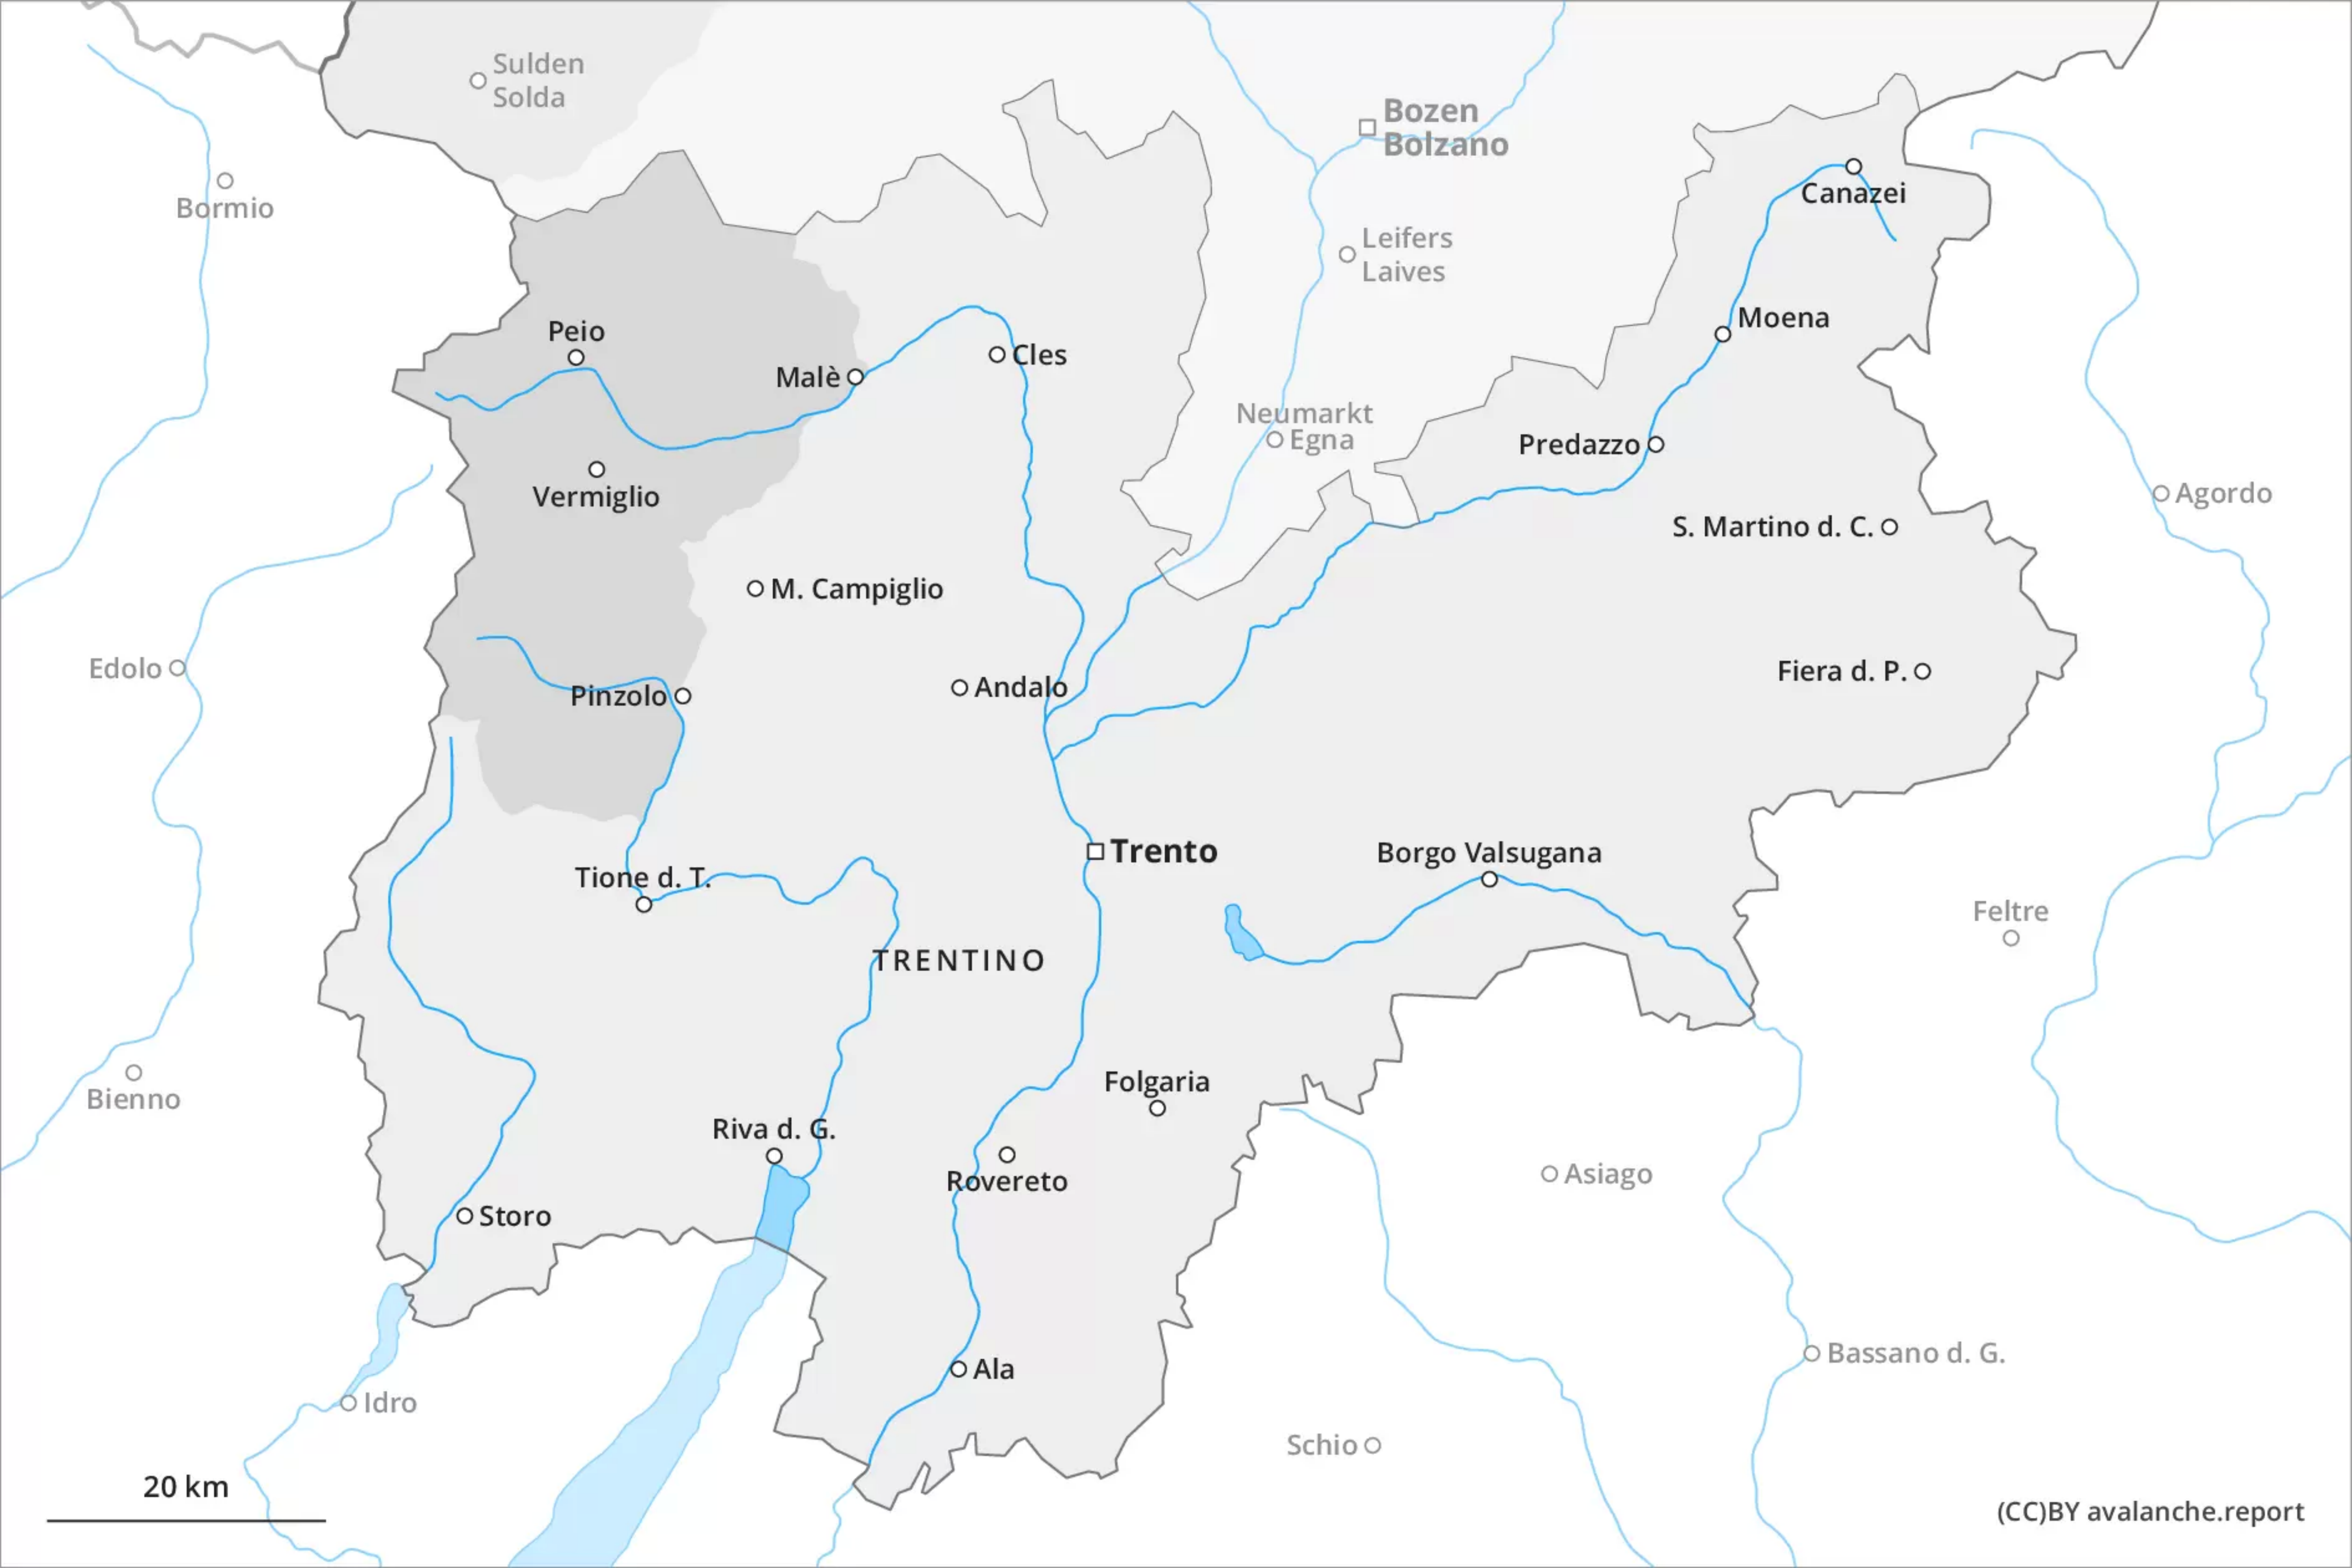 Sulden
Solda
Bozen
Bolzano
Bormio
Canazei
Leifers
Laives
Peio
Moena
Cles
Malè
Neumarkt
Egna
Predazzo
Vermiglio
Agordo
S. Martino d. C.
M. Campiglio
Edolo
Fiera d. P.
Andalo
Pinzolo
Trento
Borgo Valsugana
Tione d. T.
Feltre
TRENTINO
Bienno
Folgaria
Riva d. G.
Asiago
Rovereto
Storo
Bassano d. G.
Ala
Idro
Schio
20 km
(CC)BY avalanche.report